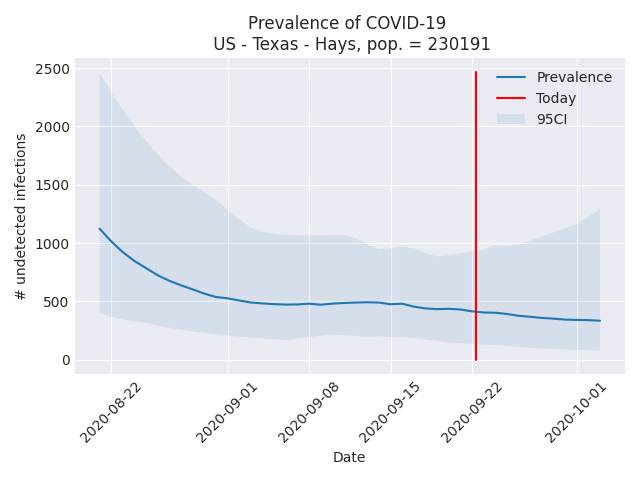 Prevalence of COVID-19
US - Texas - Hays, pop. = 230191
Prevalence
Today
95CI
# undetected infections
2500
2000
1500
1000
500
0
2020-08-22
2020-09-01
2020-09-08
2020-09-15
2020-09-22
2020-10-01
Date